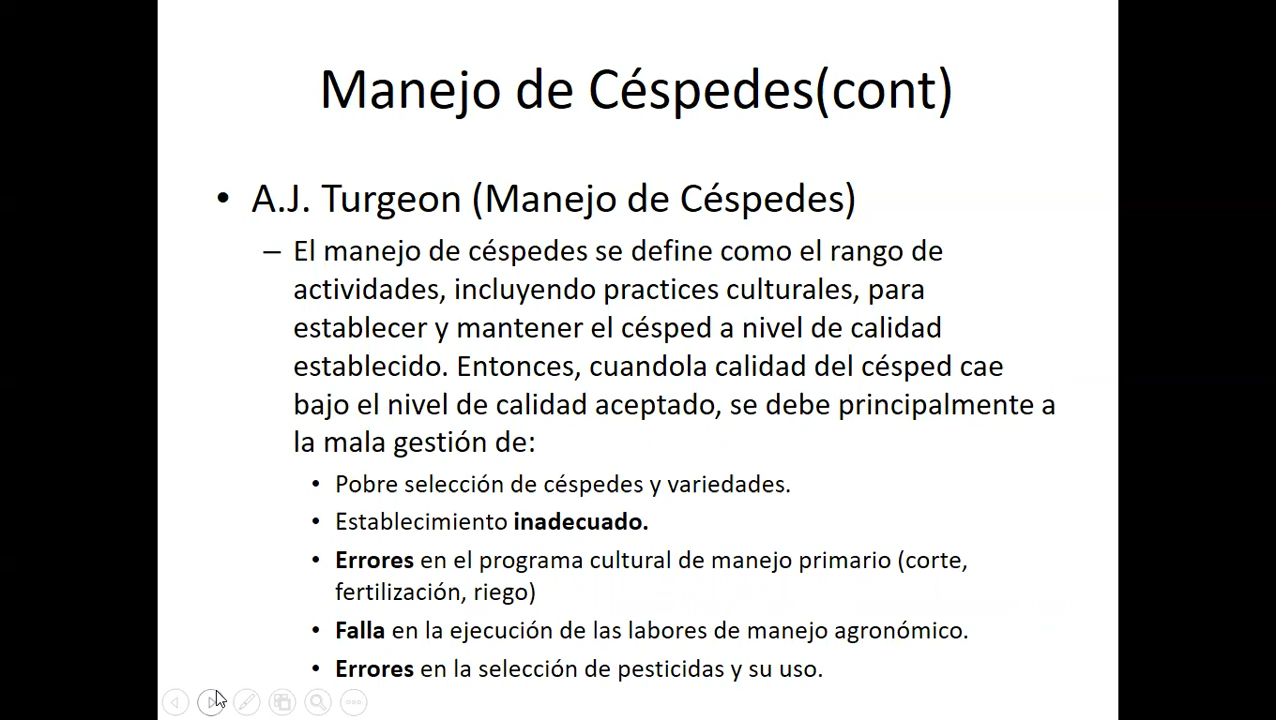 Manejo de Céspedes(cont)
• A.J. Turgeon (Manejo de Céspedes)
– El manejo de céspedes se define como el rango de
actividades, incluyendo practices culturales, para
establecer y mantener el césped a nivel de calidad
establecido. Entonces, cuandola calidad del césped cae
bajo el nivel de calidad aceptado, se debe principalmente a
la mala gestión de:
• Pobre selección de céspedes y variedades.
• Establecimiento inadecuado.
• Errores en el programa cultural de manejo primario (corte,
fertilización, riego)
• Falla en la ejecución de las labores de manejo agronómico.
• Errores en la selección de pesticidas y su uso.